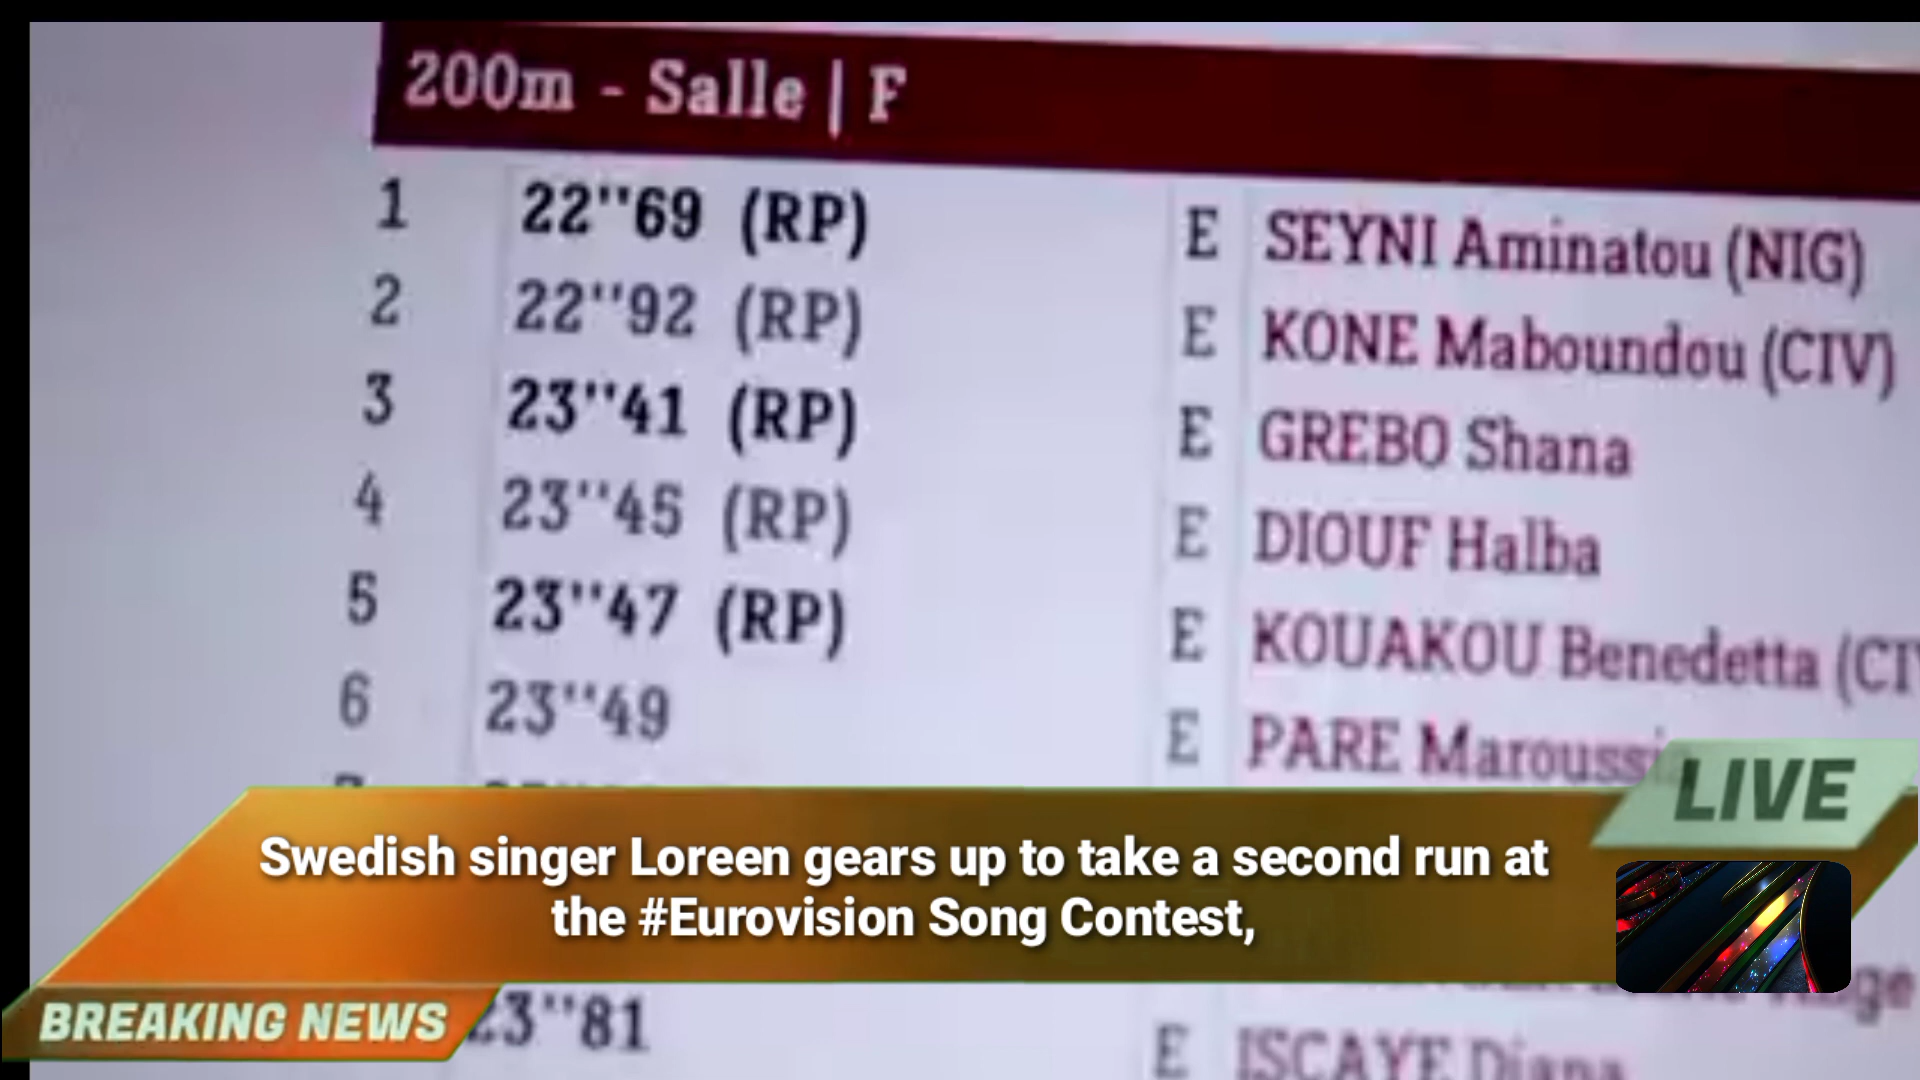 200m - Salle | F
1 22''69 (RP) E SEYNI Aminatou (NIG)
2 22''92 (RP) E KONE Maboundou (CIV)
3 23''41 (RP) E GREBO Shana
4 23''45 (RP) E DIOUF Halba
5 23''47 (RP) E KOUAKOU Benedetta
6 23''49 E PARE Maroussia
LIVE
Swedish singer Loreen gears up to take a second run at
the #Eurovision Song Contest,
BREAKING NEWS
23''81 E ISCAYE Diana